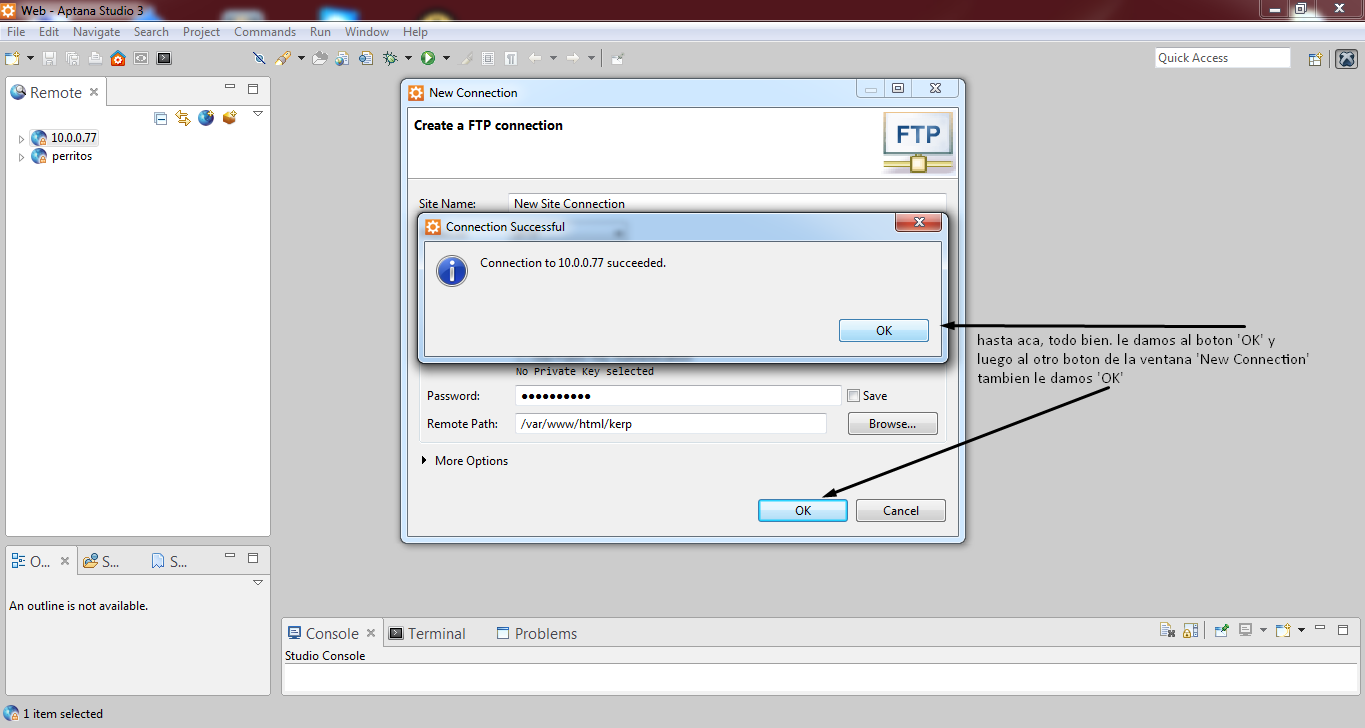 Web - Aptana Studio 3
File Edit Navigate Search Project Scripts Commands Run Window Help
Quick Access
Remote
10.0.0.77
perritos
New Connection
Create a FTP connection
FTP
Site Name: New Site Connection
Connection Successful
Connection to 10.0.0.77 succeeded.
OK
hasta aca, todo bien. le damos al boton 'OK' y
luego al otro boton de la ventana 'New Connection'
tambien le damos 'OK'
No Private Key selected
Password: ●●●●●●●●●● Save
Remote Path: /var/www/html/kerp Browse...
More Options
OK Cancel
O... S... S...
An outline is not available.
Console Terminal Problems
Studio Console
1 item selected